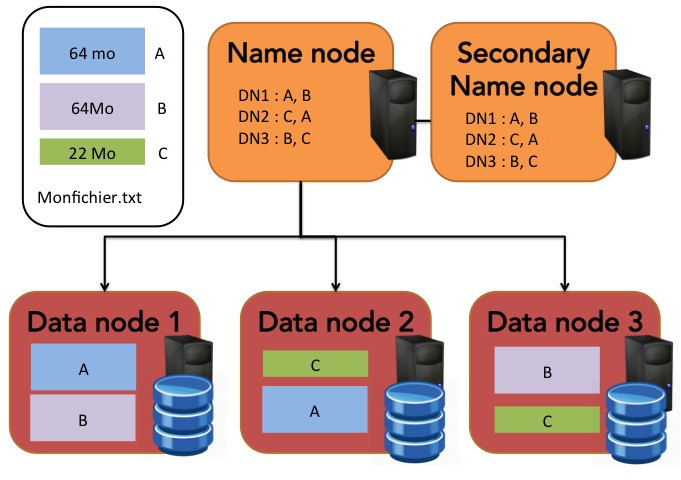 64 mo
A
64Mo
B
22 Mo
C
Monfichier.txt
Name node
DN1 : A, B
DN2 : C, A
DN3 : B, C
Secondary
Name node
DN1 : A, B
DN2 : C, A
DN3 : B, C
Data node 1
A
B
Data node 2
C
A
Data node 3
B
C